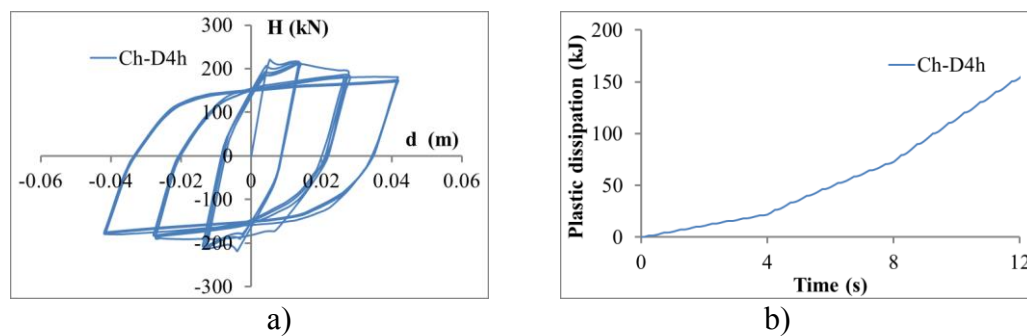 H (kN)
300
200
100
0
-100
-200
-300
Ch-D4h
d (m)
-0.06
-0.04
-0.02
0
0.02
0.04
0.06
a)
Plastic dissipation (kJ)
200
150
100
50
0
Ch-D4h
0
4
8
12
Time (s)
b)